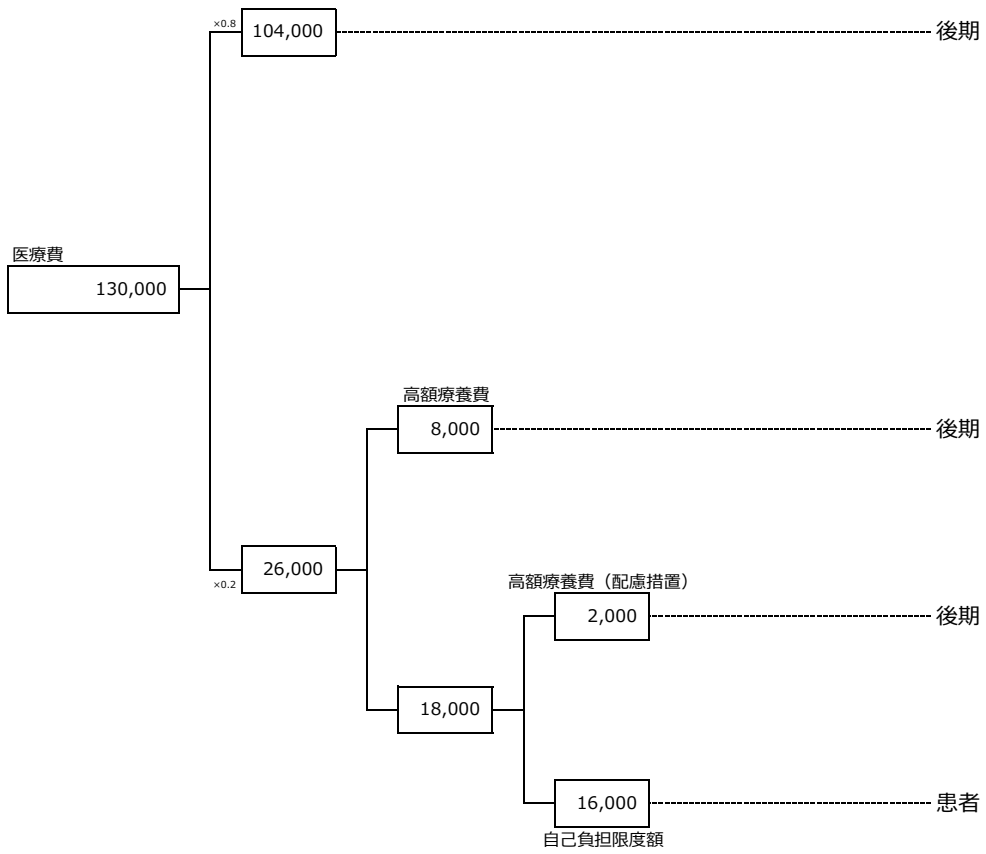 ×0.8
104,000
後期
医療費
130,000
高額療養費
8,000
後期
26,000
×0.2
高額療養費（配慮措置）
2,000
後期
18,000
16,000
患者
自己負担限度額